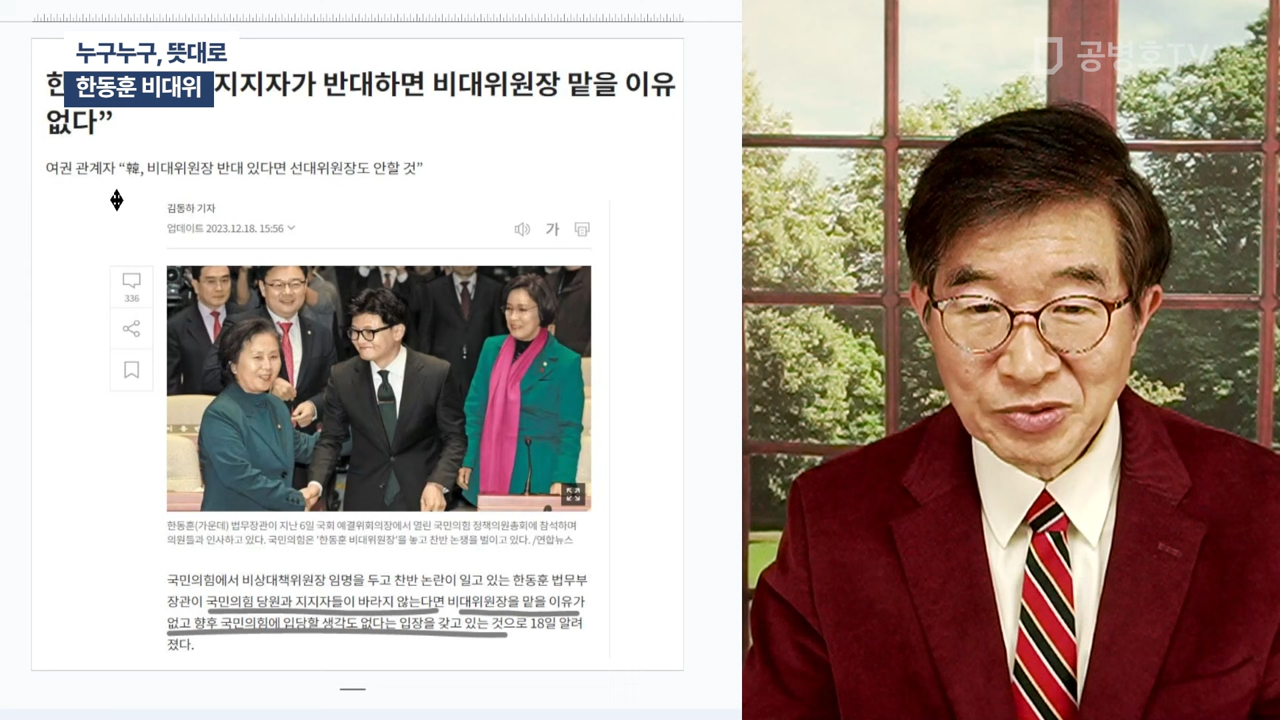 누구누구, 뜻대로
한동훈 비대위
지지자가 반대하면 비대위원장 맡을 이유
없다”
여권 관계자 “韓, 비대위원장 반대 있다면 선대위원장도 안할 것”
김동하 기자
업데이트 2023.12.18. 15:56
가
336
한동훈(가운데) 법무장관이 지난 6일 국회 예결위회의장에서 열린 국민의힘 정책의원총회에 참석하며
의원들과 인사하고 있다. 국민의힘은 '한동훈 비대위원장'을 놓고 찬반 논쟁을 벌이고 있다. /연합뉴스
국민의힘에서 비상대책위원장 임명을 두고 찬반 논란이 일고 있는 한동훈 법무부
장관이 국민의힘 당원과 지지자들이 바라지 않는다면 비대위원장을 맡을 이유가
없고 향후 국민의힘에 입당할 생각도 없다는 입장을 갖고 있는 것으로 18일 알려
졌다.
공병호TV